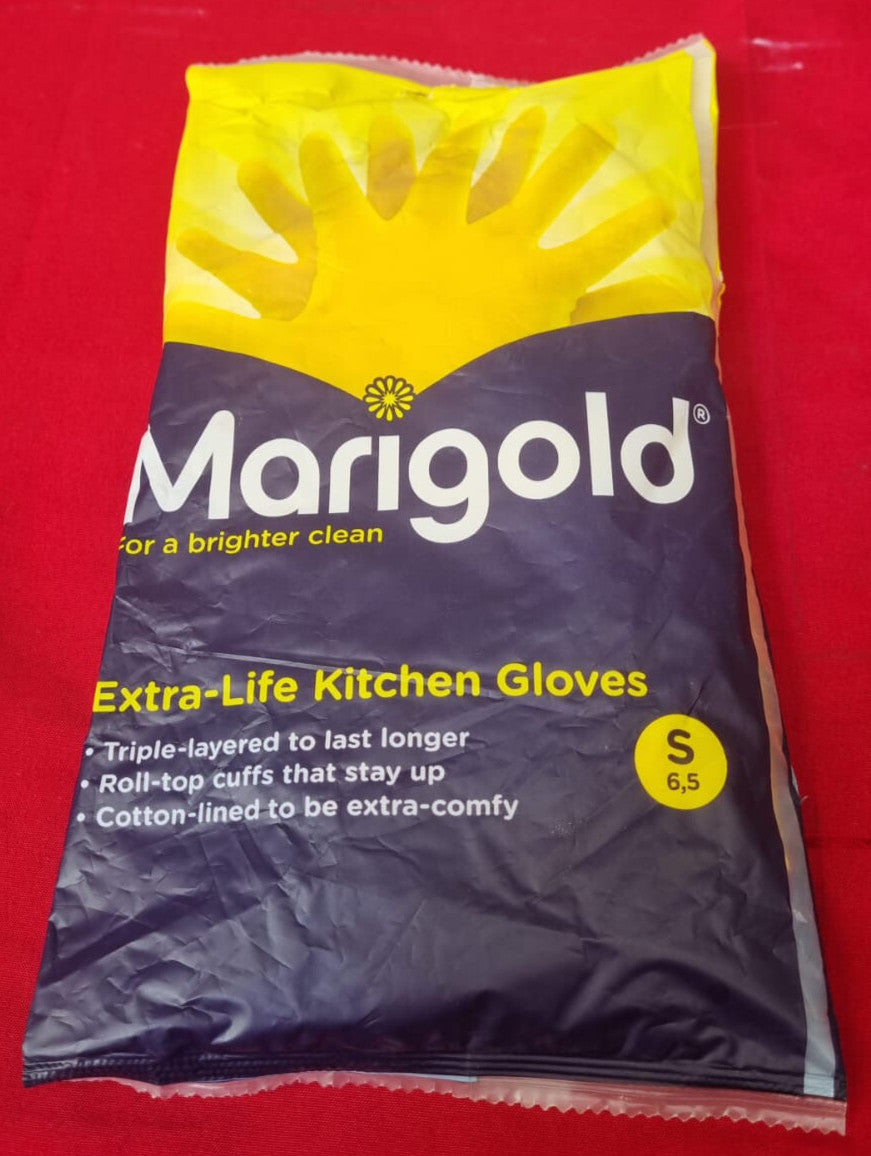 Marigold®
For a brighter clean
Extra-Life Kitchen Gloves
• Triple-layered to last longer
• Roll-top cuffs that stay up
• Cotton-lined to be extra-comfy
S
6,5